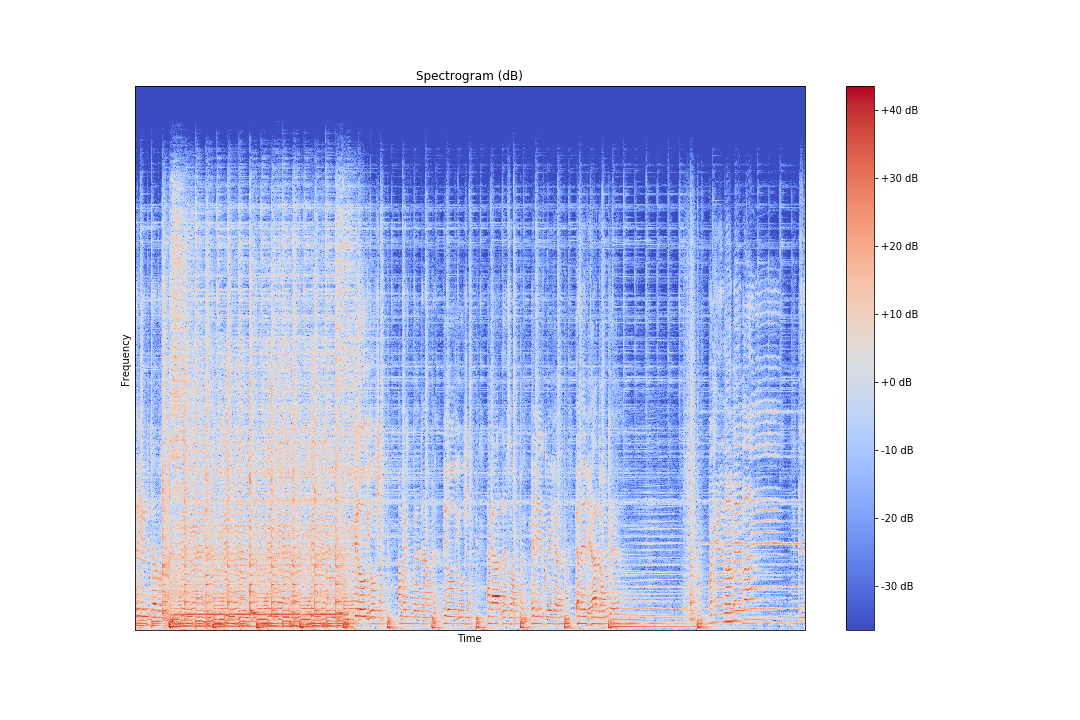 Spectrogram (dB)
Frequency
Time
+40 dB
+30 dB
+20 dB
+10 dB
+0 dB
-10 dB
-20 dB
-30 dB